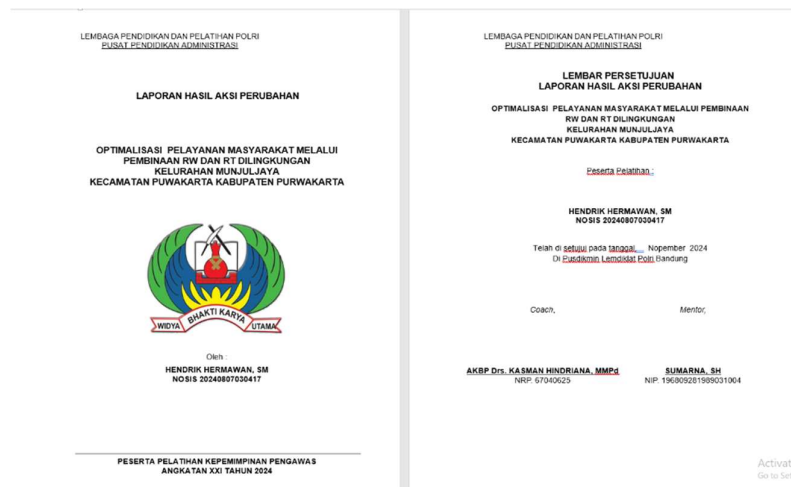 LEMBAGA PENDIDIKAN DAN PELATIHAN POLRI
PUSAT PENDIDIKAN ADMINISTRASI
LAPORAN HASIL AKSI PERUBAHAN
OPTIMALISASI PELAYANAN MASYARAKAT MELALUI
PEMBINAAN RW DAN RT DILINGKUNGAN
KELURAHAN MUNJULJAYA
KECAMATAN PUWAKARTA KABUPATEN PURWAKARTA
WIDYA BHAKTI KARYA UTAMA
Oleh :
HENDRIK HERMAWAN, SM
NOSIS 20240807030417
PESERTA PELATIHAN KEPEMIMPINAN PENGAWAS
ANGKATAN XXI TAHUN 2024
LEMBAGA PENDIDIKAN DAN PELATIHAN POLRI
PUSAT PENDIDIKAN ADMINISTRASI
LEMBAR PERSETUJUAN
LAPORAN HASIL AKSI PERUBAHAN
OPTIMALISASI PELAYANAN MASYARAKAT MELALUI PEMBINAAN
RW DAN RT DILINGKUNGAN
KELURAHAN MUNJULJAYA
KECAMATAN PUWAKARTA KABUPATEN PURWAKARTA
Peserta Pelatihan :
HENDRIK HERMAWAN, SM
NOSIS 20240807030417
Telah di setujui pada tanggal,... Nopember 2024
Di Pusdikmin Lemdiklat Polri Bandung
Coach, Mentor,
AKBP Drs. KASMAN HINDRIANA, MMPd SUMARNA, SH
NRP. 67040625 NIP. 196809281989031004
Activat
Go to Set